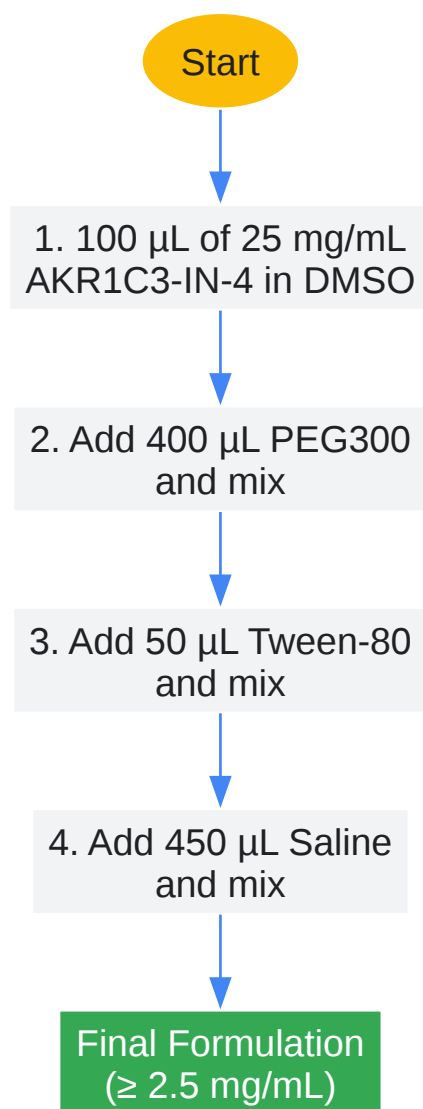 Start
1. 100 µL of 25 mg/mL
AKR1C3-IN-4 in DMSO
2. Add 400 µL PEG300
and mix
3. Add 50 µL Tween-80
and mix
4. Add 450 µL Saline
and mix
Final Formulation
(≥ 2.5 mg/mL)